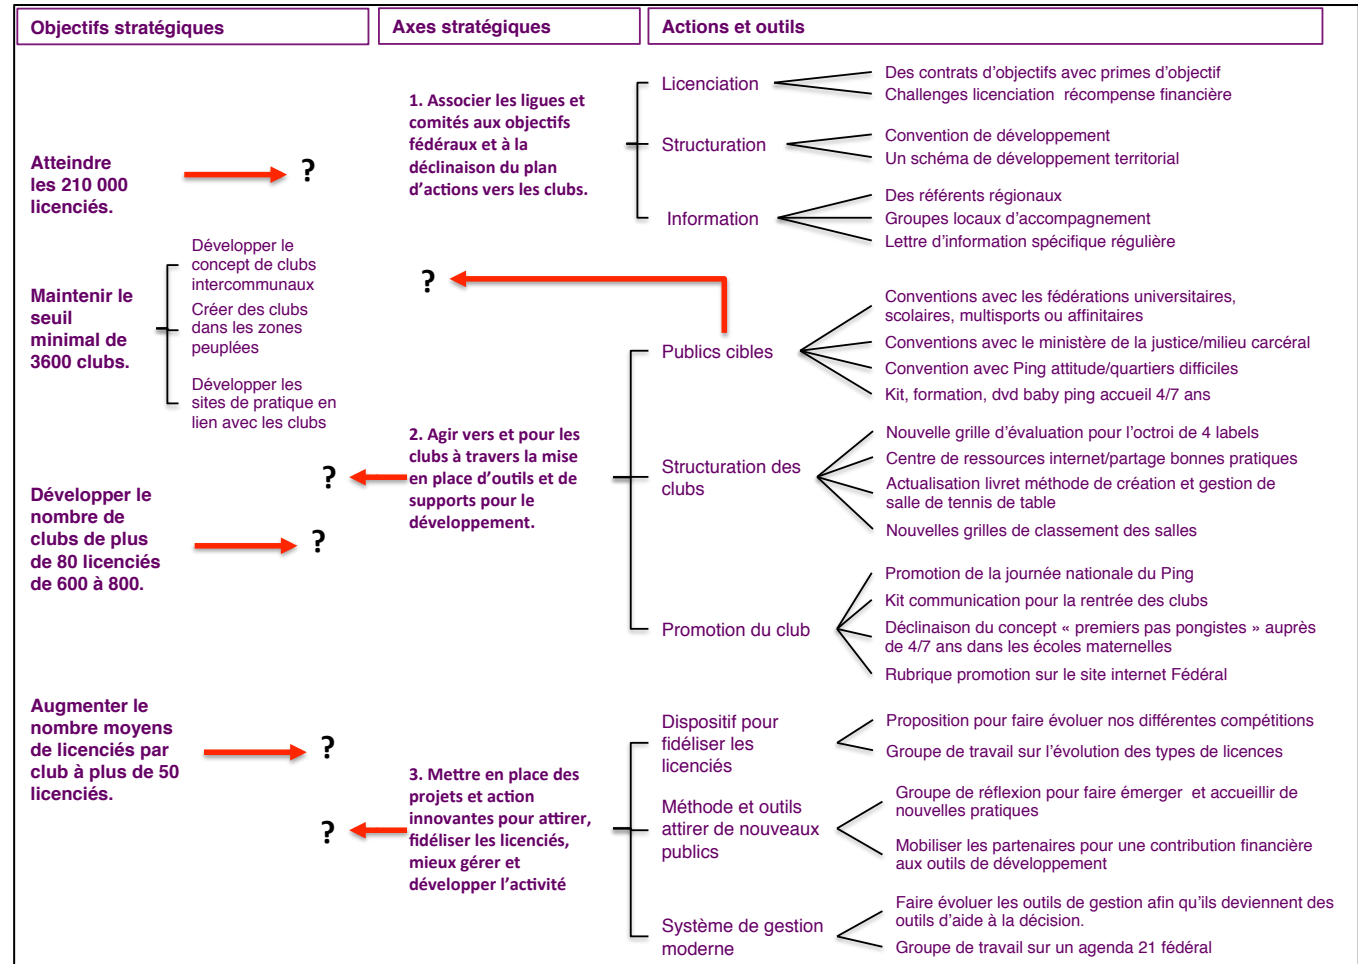 Objectifs stratégiques
Axes stratégiques
Actions et outils
Atteindre
les 210 000
licenciés.
?
Maintenir le
seuil
minimal de
3600 clubs.
Développer le
concept de clubs
intercommunaux
Créer des clubs
dans les zones
peuplées
Développer les
sites de pratique en
lien avec les clubs
Développer le
nombre de
clubs de plus
de 80 licenciés
de 600 à 800.
?
?
Augmenter le
nombre moyens
de licenciés par
club à plus de 50
licenciés.
?
?
1. Associer les ligues et
comités aux objectifs
fédéraux et à la
déclinaison du plan
d'actions vers les clubs.
?
2. Agir vers et pour les
clubs à travers la mise
en place d'outils et de
supports pour le
développement.
3. Mettre en place des
projets et action
innovantes pour attirer,
fidéliser les licenciés,
mieux gérer et
développer l'activité
Licenciation
Des contrats d'objectifs avec primes d'objectif
Challenges licenciation récompense financière
Structuration
Convention de développement
Un schéma de développement territorial
Information
Des référents régionaux
Groupes locaux d'accompagnement
Lettre d'information spécifique régulière
Publics cibles
Conventions avec les fédérations universitaires,
scolaires, multisports ou affinitaires
Conventions avec le ministère de la justice/milieu carcéral
Convention avec Ping attitude/quartiers difficiles
Kit, formation, dvd baby ping accueil 4/7 ans
Structuration des
clubs
Nouvelle grille d'évaluation pour l'octroi de 4 labels
Centre de ressources internet/partage bonnes pratiques
Actualisation livret méthode de création et gestion de
salle de tennis de table
Nouvelles grilles de classement des salles
Promotion du club
Promotion de la journée nationale du Ping
Kit communication pour la rentrée des clubs
Déclinaison du concept « premiers pas pongistes » auprès
de 4/7 ans dans les écoles maternelles
Rubrique promotion sur le site internet Fédéral
Dispositif pour
fidéliser les
licenciés
Proposition pour faire évoluer nos différentes compétitions
Groupe de travail sur l'évolution des types de licences
Méthode et outils
attirer de nouveaux
publics
Groupe de réflexion pour faire émerger et accueillir de
nouvelles pratiques
Mobiliser les partenaires pour une contribution financière
aux outils de développement
Système de gestion
moderne
Faire évoluer les outils de gestion afin qu'ils deviennent des
outils d'aide à la décision.
Groupe de travail sur un agenda 21 fédéral